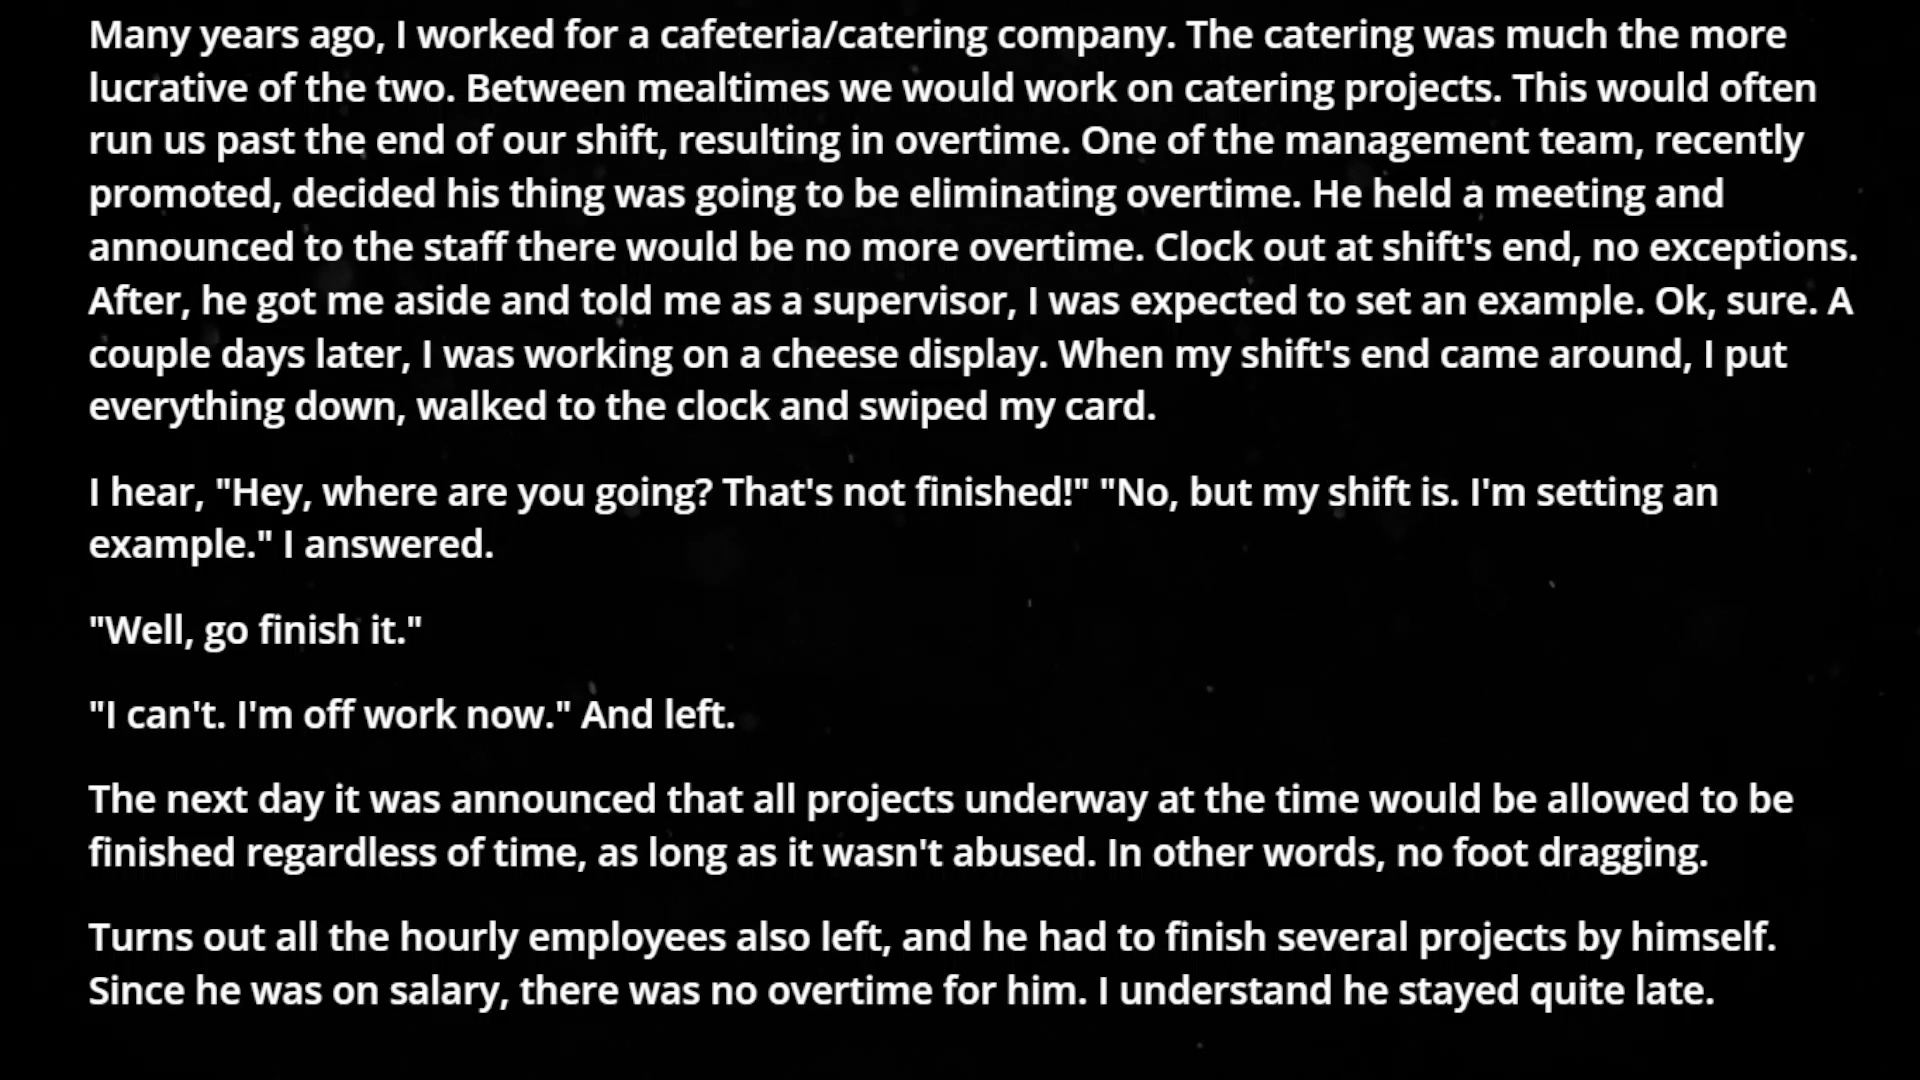 Many years ago, I worked for a cafeteria/catering company. The catering was much the more
lucrative of the two. Between mealtimes we would work on catering projects. This would often
run us past the end of our shift, resulting in overtime. One of the management team, recently
promoted, decided his thing was going to be eliminating overtime. He held a meeting and
announced to the staff there would be no more overtime. Clock out at shift's end, no exceptions.
After, he got me aside and told me as a supervisor, I was expected to set an example. Ok, sure. A
couple days later, I was working on a cheese display. When my shift's end came around, I put
everything down, walked to the clock and swiped my card.
I hear, "Hey, where are you going? That's not finished!" "No, but my shift is. I'm setting an
example." I answered.
"Well, go finish it."
"I can't. I'm off work now." And left.
The next day it was announced that all projects underway at the time would be allowed to be
finished regardless of time, as long as it wasn't abused. In other words, no foot dragging.
Turns out all the hourly employees also left, and he had to finish several projects by himself.
Since he was on salary, there was no overtime for him. I understand he stayed quite late.